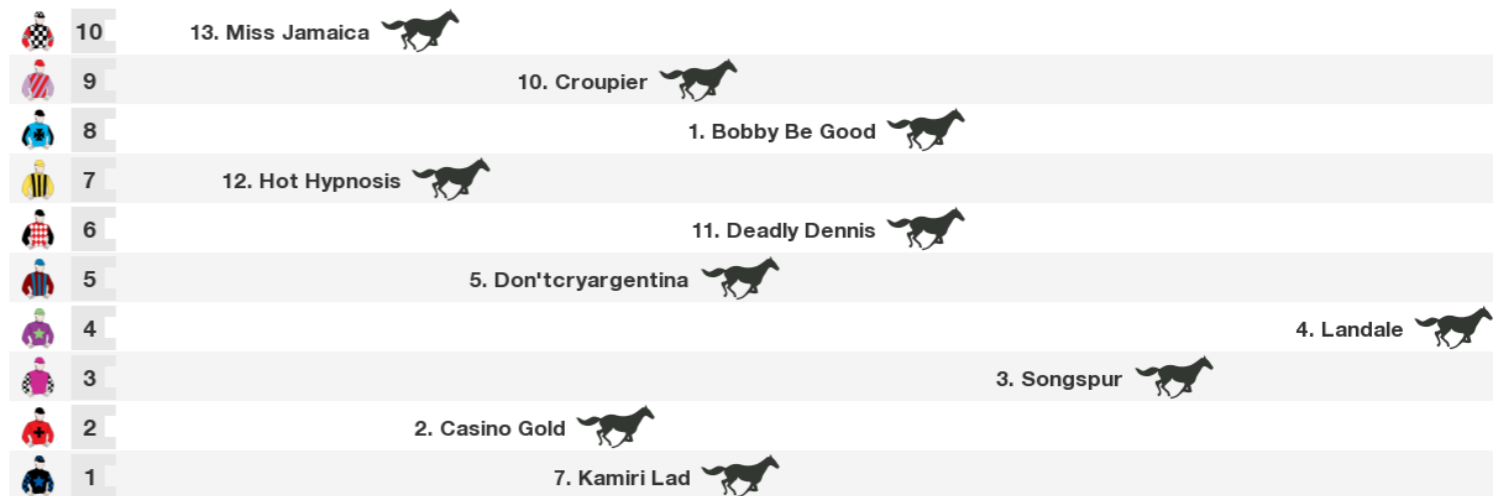 10 13. Miss Jamaica
9 10. Croupier
8 1. Bobby Be Good
7 12. Hot Hypnosis
6 11. Deadly Dennis
5 5. Don'tcryargentina
4 4. Landale
3 3. Songspur
2 2. Casino Gold
1 7. Kamiri Lad